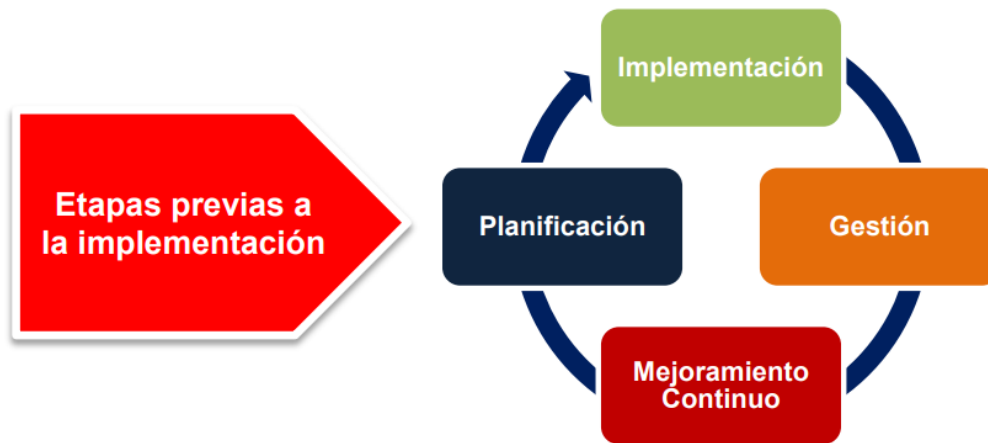 Etapas previas a
la implementación
Implementación
Planificación
Gestión
Mejoramiento
Continuo